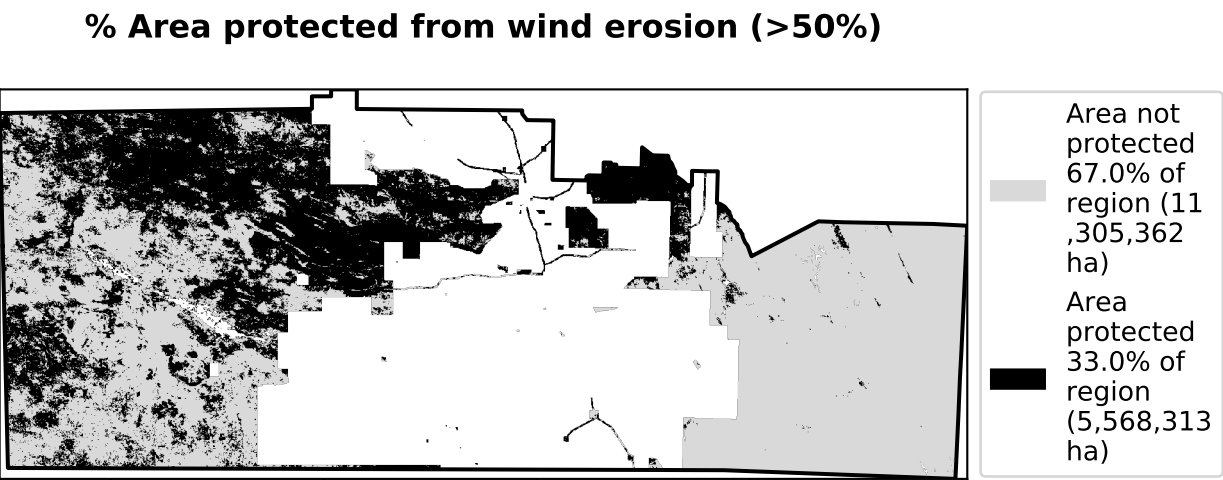 % Area protected from wind erosion (>50%)
Area not
protected
67.0% of
region (11
,305,362
ha)
Area
protected
33.0% of
region
(5,568,313
ha)